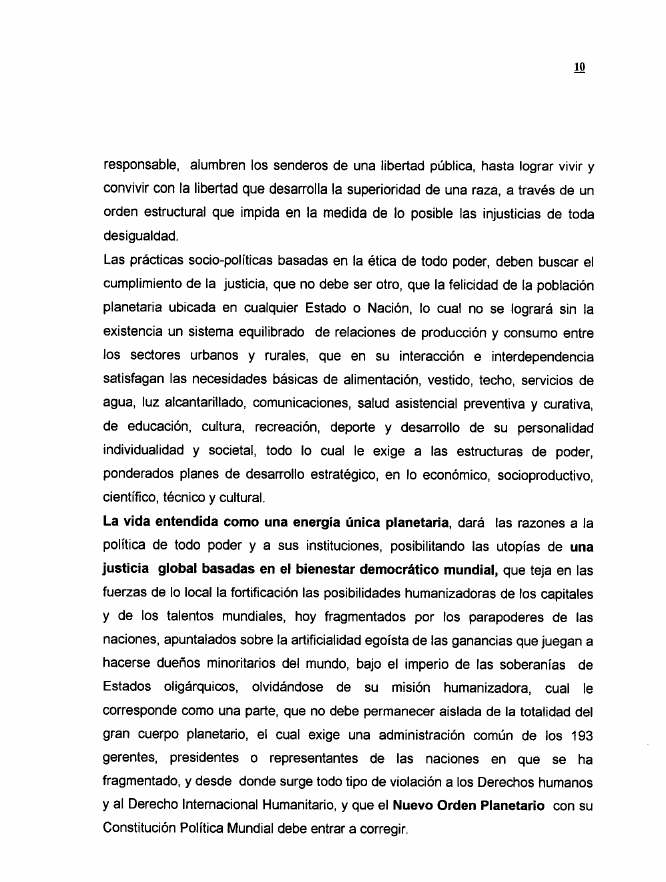 10
responsable, alumbren los senderos de una libertad pública, hasta lograr vivir y
convivir con la libertad que desarrolla la superioridad de una raza, a través de un
orden estructural que impida en la medida de lo posible las injusticias de toda
desigualdad.
Las prácticas socio-políticas basadas en la ética de todo poder, deben buscar el
cumplimiento de la justicia, que no debe ser otro, que la felicidad de la población
planetaria ubicada en cualquier Estado o Nación, lo cual no se logrará sin la
existencia un sistema equilibrado de relaciones de producción y consumo entre
los sectores urbanos y rurales, que en su interacción e interdependencia
satisfagan las necesidades básicas de alimentación, vestido, techo, servicios de
agua, luz alcantarillado, comunicaciones, salud asistencial preventiva y curativa,
de educación, cultura, recreación, deporte y desarrollo de su personalidad
individualidad y societal, todo lo cual le exige a las estructuras de poder,
ponderados planes de desarrollo estratégico, en lo económico, socioproductivo,
científico, técnico y cultural.
La vida entendida como una energía única planetaria, dará las razones a la
política de todo poder y a sus instituciones, posibilitando las utopías de una
justicia global basadas en el bienestar democrático mundial, que teja en las
fuerzas de lo local la fortificación las posibilidades humanizadoras de los capitales
y de los talentos mundiales, hoy fragmentados por los parapoderes de las
naciones, apuntalados sobre la artificialidad egoísta de las ganancias que juegan a
hacerse dueños minoritarios del mundo, bajo el imperio de las soberanías de
Estados oligárquicos, olvidándose de su misión humanizadora, cual le
corresponde como una parte, que no debe permanecer aislada de la totalidad del
gran cuerpo planetario, el cual exige una administración común de los 193
gerentes, presidentes o representantes de las naciones en que se ha
fragmentado, y desde donde surge todo tipo de violación a los Derechos humanos
y al Derecho Internacional Humanitario, y que el Nuevo Orden Planetario con su
Constitución Política Mundial debe entrar a corregir.